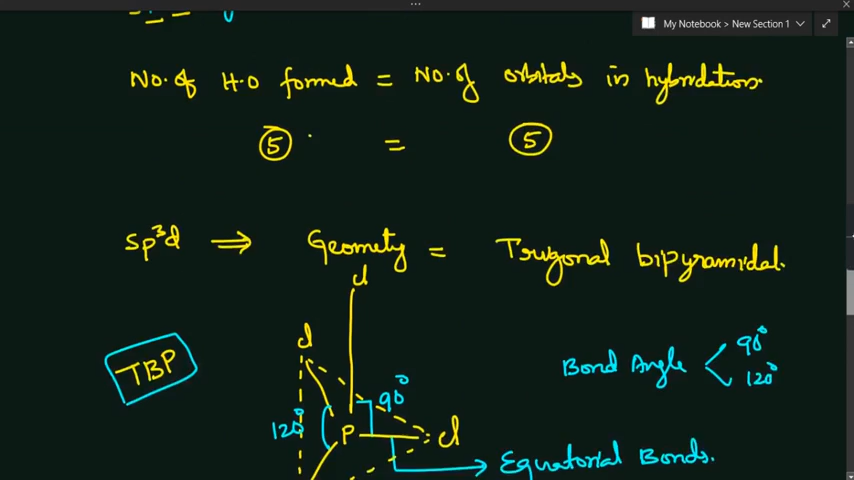 My Notebook > New Section 1
No. of H.O formed = No. of orbitals in hybridation.
5 = 5
Sp³d ⇒ Geomety = Trigonal bipyramidal.
cl
cl
TBP
Bond Angle < 90°
120°
90°
120°
P
cl
Equatorial Bonds.